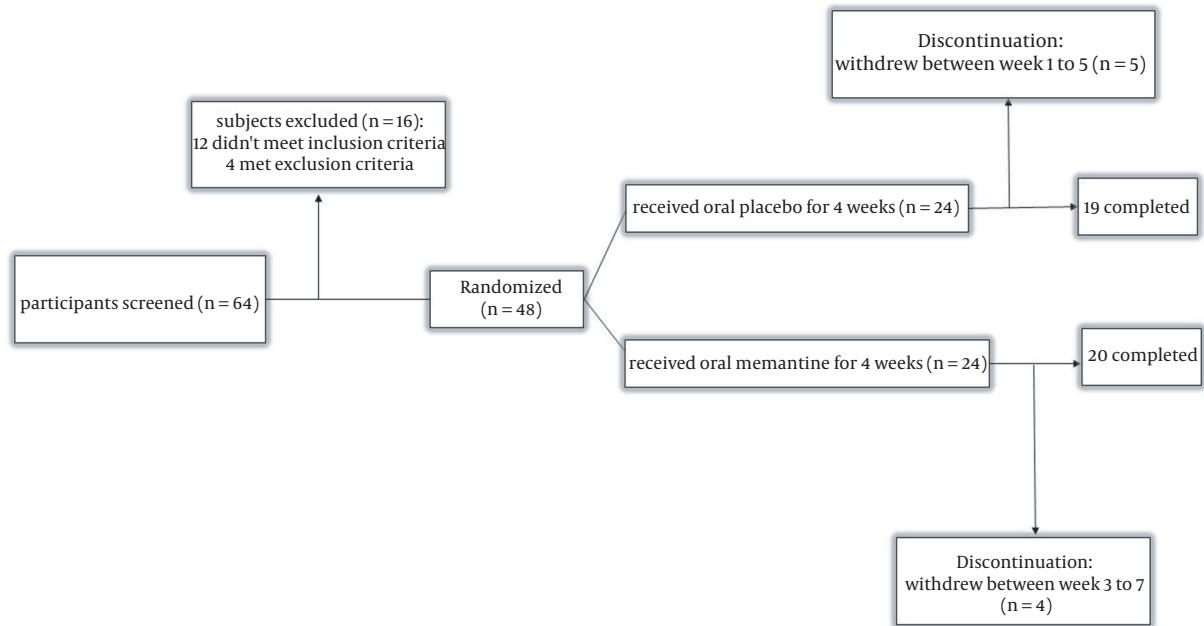 participants screened (n = 64)
subjects excluded (n = 16):
12 didn't meet inclusion criteria
4 met exclusion criteria
Randomized
(n = 48)
received oral placebo for 4 weeks (n = 24)
Discontinuation:
withdrew between week 1 to 5 (n = 5)
19 completed
received oral memantine for 4 weeks (n = 24)
20 completed
Discontinuation:
withdrew between week 3 to 7
(n = 4)